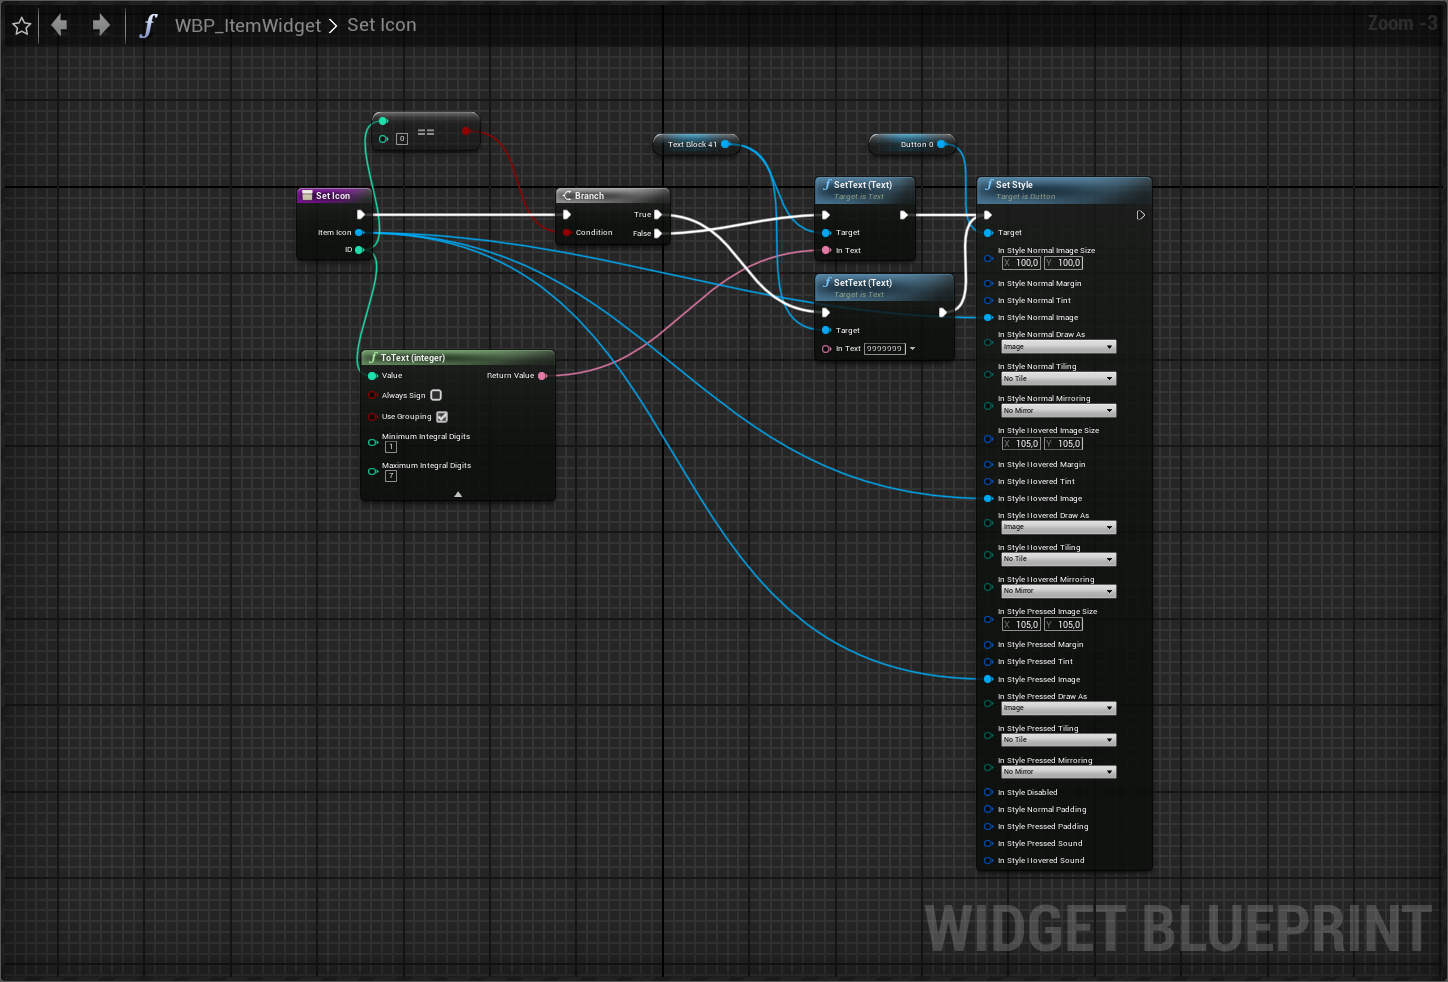 WBP_ItemWidget > Set Icon
Zoom -3
0
==
Text Block 41
Button 0
Set Icon
Item Icon
ID
Branch
True
Condition
False
SetText (Text)
Target is Text
Target
In Text
SetText (Text)
Target is Text
Target
In Text 9999999
ToText (integer)
Value
Return Value
Always Sign
Use Grouping
Minimum Integral Digits
1
Maximum Integral Digits
7
Set Style
Target is Button
Target
In Style Normal Image Size
X 100,0 Y 100,0
In Style Normal Margin
In Style Normal Tint
In Style Normal Image
In Style Normal Draw As
Image
In Style Normal Tiling
No Tile
In Style Normal Mirroring
No Mirror
In Style Hovered Image Size
X 105,0 Y 105,0
In Style Hovered Margin
In Style Hovered Tint
In Style Hovered Image
In Style Hovered Draw As
Image
In Style Hovered Tiling
No Tile
In Style Hovered Mirroring
No Mirror
In Style Pressed Image Size
X 105,0 Y 105,0
In Style Pressed Margin
In Style Pressed Tint
In Style Pressed Image
In Style Pressed Draw As
Image
In Style Pressed Tiling
No Tile
In Style Pressed Mirroring
No Mirror
In Style Disabled
In Style Normal Padding
In Style Pressed Padding
In Style Pressed Sound
In Style Hovered Sound
WIDGET BLUEPRINT